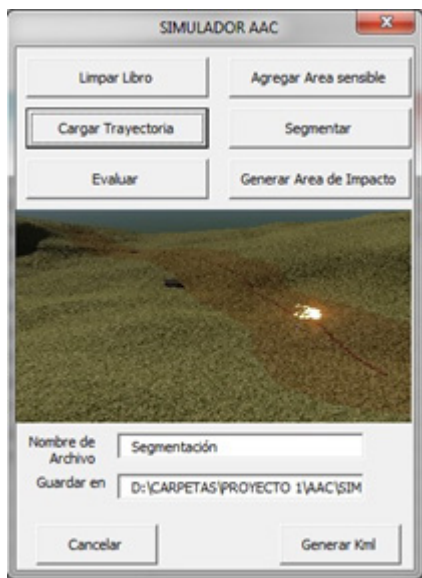 SIMULADOR AAC
Limpar Libro
Agregar Area sensible
Cargar Trayectoria
Segmentar
Evaluar
Generar Area de Impacto
Nombre de
Archivo
Segmentación
Guardar en
D:\CARPETAS\PROYECTO 1\AAC\SIM
Cancelar
Generar Kml